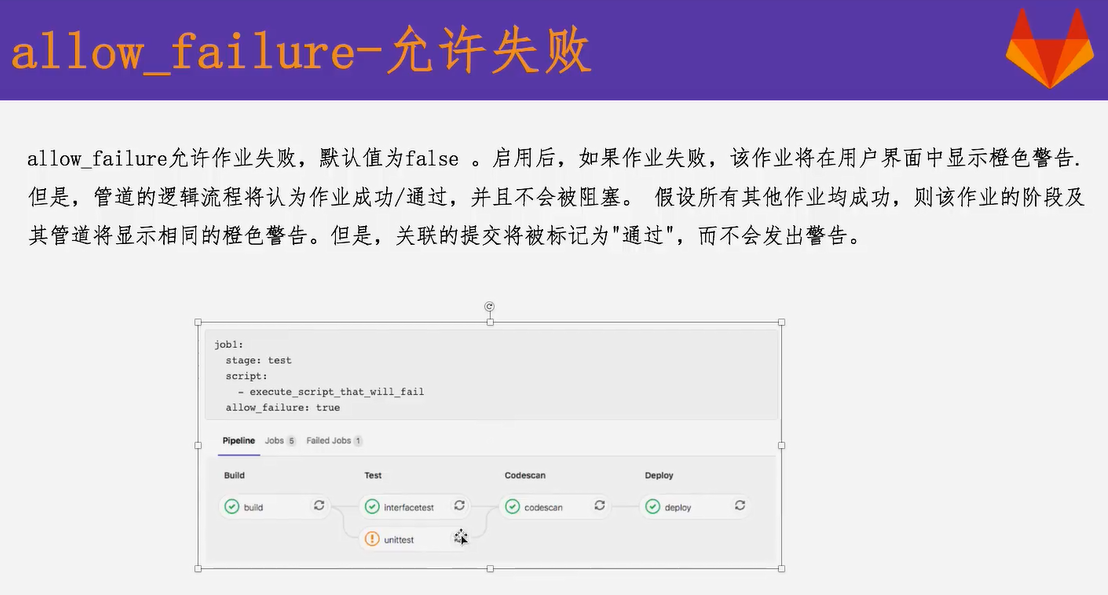 allow_failure-允许失败
allow_failure允许作业失败，默认值为false 。启用后，如果作业失败，该作业将在用户界面中显示橙色警告.
但是，管道的逻辑流程将认为作业成功/通过，并且不会被阻塞。 假设所有其他作业均成功，则该作业的阶段及
其管道将显示相同的橙色警告。但是，关联的提交将被标记为"通过"，而不会发出警告。
job1:
stage: test
script:
- execute_script_that_will_fail
allow_failure: true
Pipeline Jobs 5 Failed Jobs 1
Build Test Codescan Deploy
build interfacetest codescan deploy
unittest